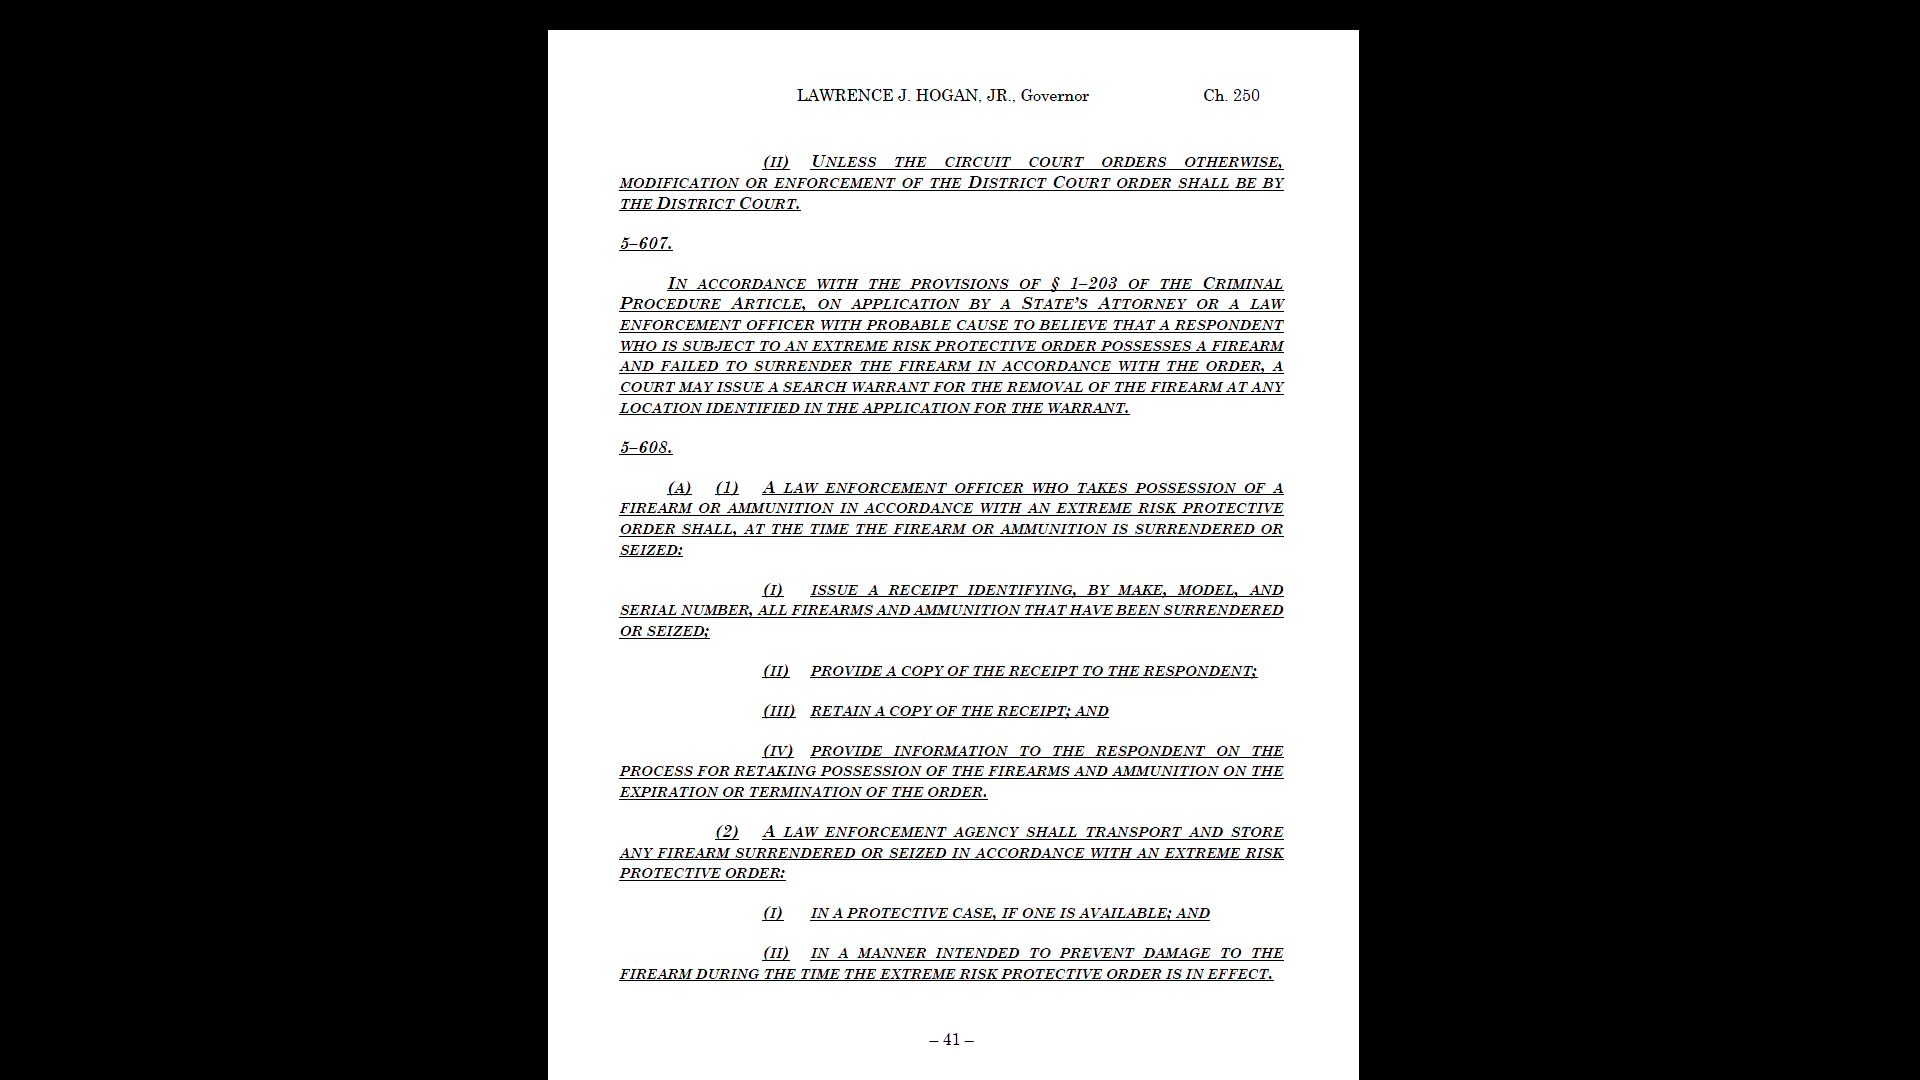 LAWRENCE J. HOGAN, JR., Governor Ch. 250
(II) UNLESS THE CIRCUIT COURT ORDERS OTHERWISE,
MODIFICATION OR ENFORCEMENT OF THE DISTRICT COURT ORDER SHALL BE BY
THE DISTRICT COURT.
5–607.
IN ACCORDANCE WITH THE PROVISIONS OF § 1–203 OF THE CRIMINAL
PROCEDURE ARTICLE, ON APPLICATION BY A STATE'S ATTORNEY OR A LAW
ENFORCEMENT OFFICER WITH PROBABLE CAUSE TO BELIEVE THAT A RESPONDENT
WHO IS SUBJECT TO AN EXTREME RISK PROTECTIVE ORDER POSSESSES A FIREARM
AND FAILED TO SURRENDER THE FIREARM IN ACCORDANCE WITH THE ORDER, A
COURT MAY ISSUE A SEARCH WARRANT FOR THE REMOVAL OF THE FIREARM AT ANY
LOCATION IDENTIFIED IN THE APPLICATION FOR THE WARRANT.
5–608.
(A) (1) A LAW ENFORCEMENT OFFICER WHO TAKES POSSESSION OF A
FIREARM OR AMMUNITION IN ACCORDANCE WITH AN EXTREME RISK PROTECTIVE
ORDER SHALL, AT THE TIME THE FIREARM OR AMMUNITION IS SURRENDERED OR
SEIZED:
(I) ISSUE A RECEIPT IDENTIFYING, BY MAKE, MODEL, AND
SERIAL NUMBER, ALL FIREARMS AND AMMUNITION THAT HAVE BEEN SURRENDERED
OR SEIZED;
(II) PROVIDE A COPY OF THE RECEIPT TO THE RESPONDENT;
(III) RETAIN A COPY OF THE RECEIPT; AND
(IV) PROVIDE INFORMATION TO THE RESPONDENT ON THE
PROCESS FOR RETAKING POSSESSION OF THE FIREARMS AND AMMUNITION ON THE
EXPIRATION OR TERMINATION OF THE ORDER.
(2) A LAW ENFORCEMENT AGENCY SHALL TRANSPORT AND STORE
ANY FIREARM SURRENDERED OR SEIZED IN ACCORDANCE WITH AN EXTREME RISK
PROTECTIVE ORDER:
(I) IN A PROTECTIVE CASE, IF ONE IS AVAILABLE; AND
(II) IN A MANNER INTENDED TO PREVENT DAMAGE TO THE
FIREARM DURING THE TIME THE EXTREME RISK PROTECTIVE ORDER IS IN EFFECT.
– 41 –